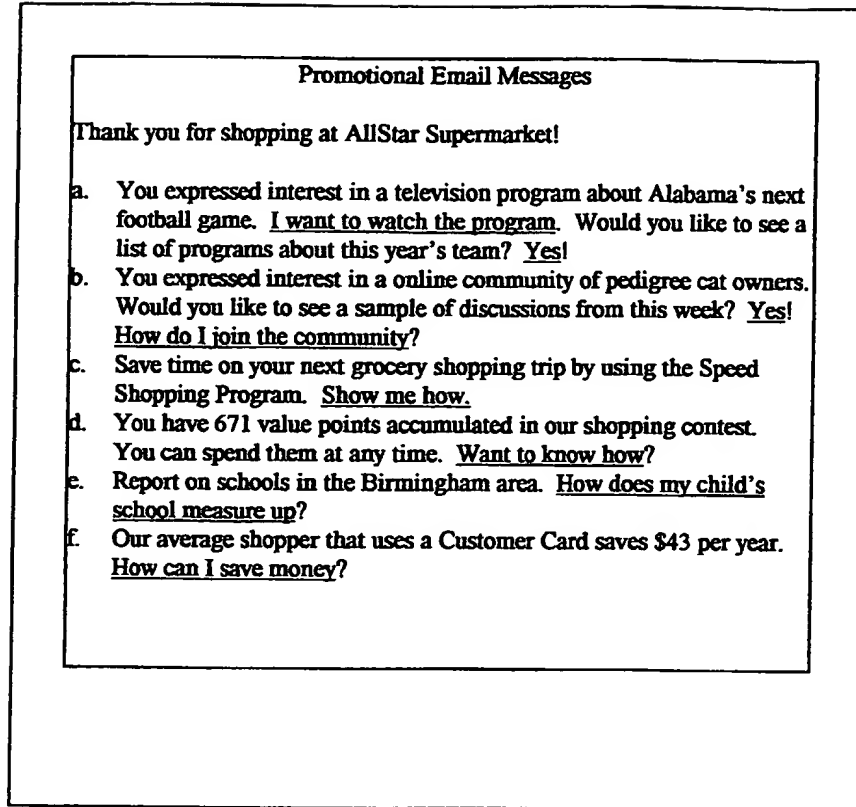 Promotional Email Messages
Thank you for shopping at AllStar Supermarket!
a. You expressed interest in a television program about Alabama's next
football game. I want to watch the program. Would you like to see a
list of programs about this year's team? Yes!
b. You expressed interest in a online community of pedigree cat owners.
Would you like to see a sample of discussions from this week? Yes!
How do I join the community?
c. Save time on your next grocery shopping trip by using the Speed
Shopping Program. Show me how.
d. You have 671 value points accumulated in our shopping contest.
You can spend them at any time. Want to know how?
e. Report on schools in the Birmingham area. How does my child's
school measure up?
f. Our average shopper that uses a Customer Card saves $43 per year.
How can I save money?